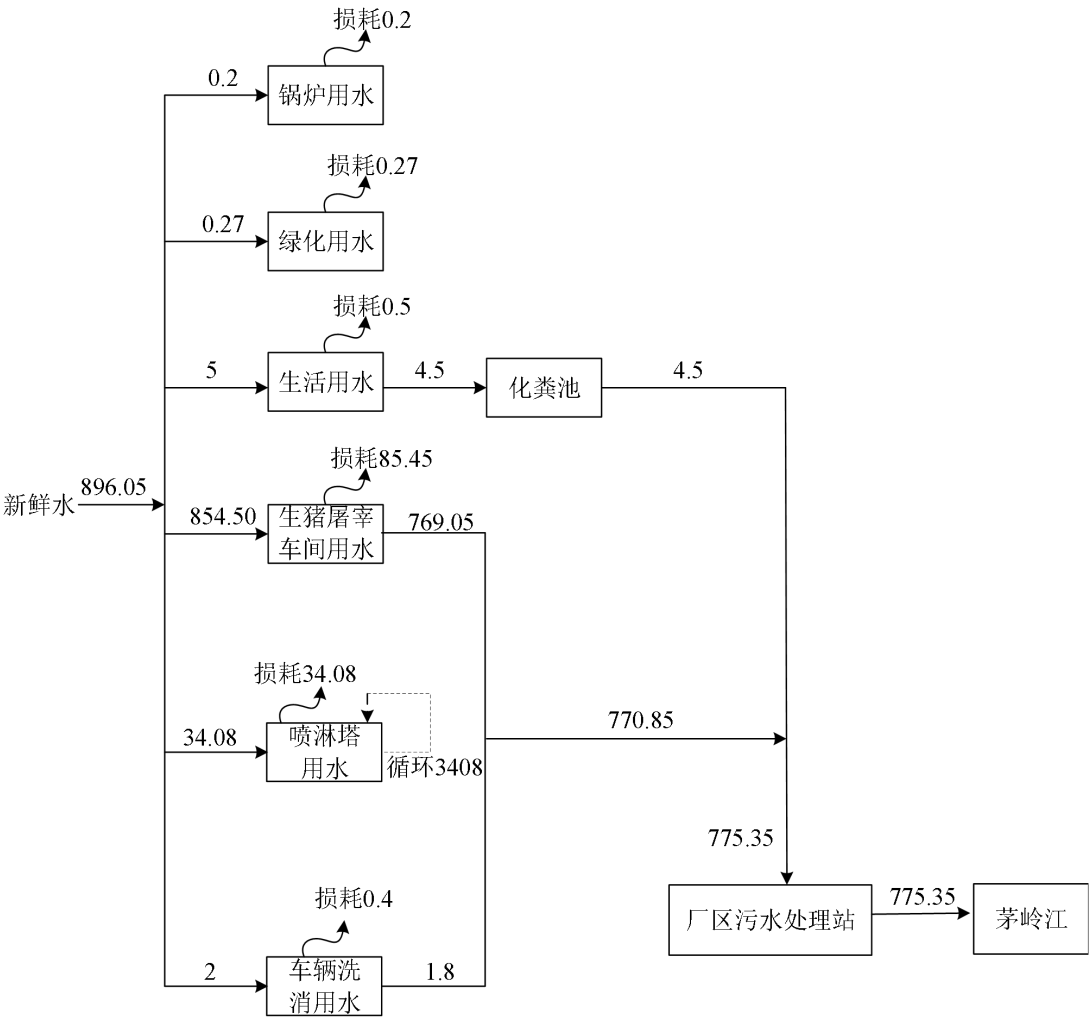 损耗0.2
0.2
锅炉用水
损耗0.27
0.27
绿化用水
损耗0.5
5
生活用水
4.5
化粪池
4.5
损耗85.45
新鲜水
896.05
854.50
生猪屠宰
车间用水
769.05
损耗34.08
34.08
喷淋塔
用水
循环3408
770.85
775.35
损耗0.4
2
车辆洗
消用水
1.8
厂区污水处理站
775.35
茅岭江